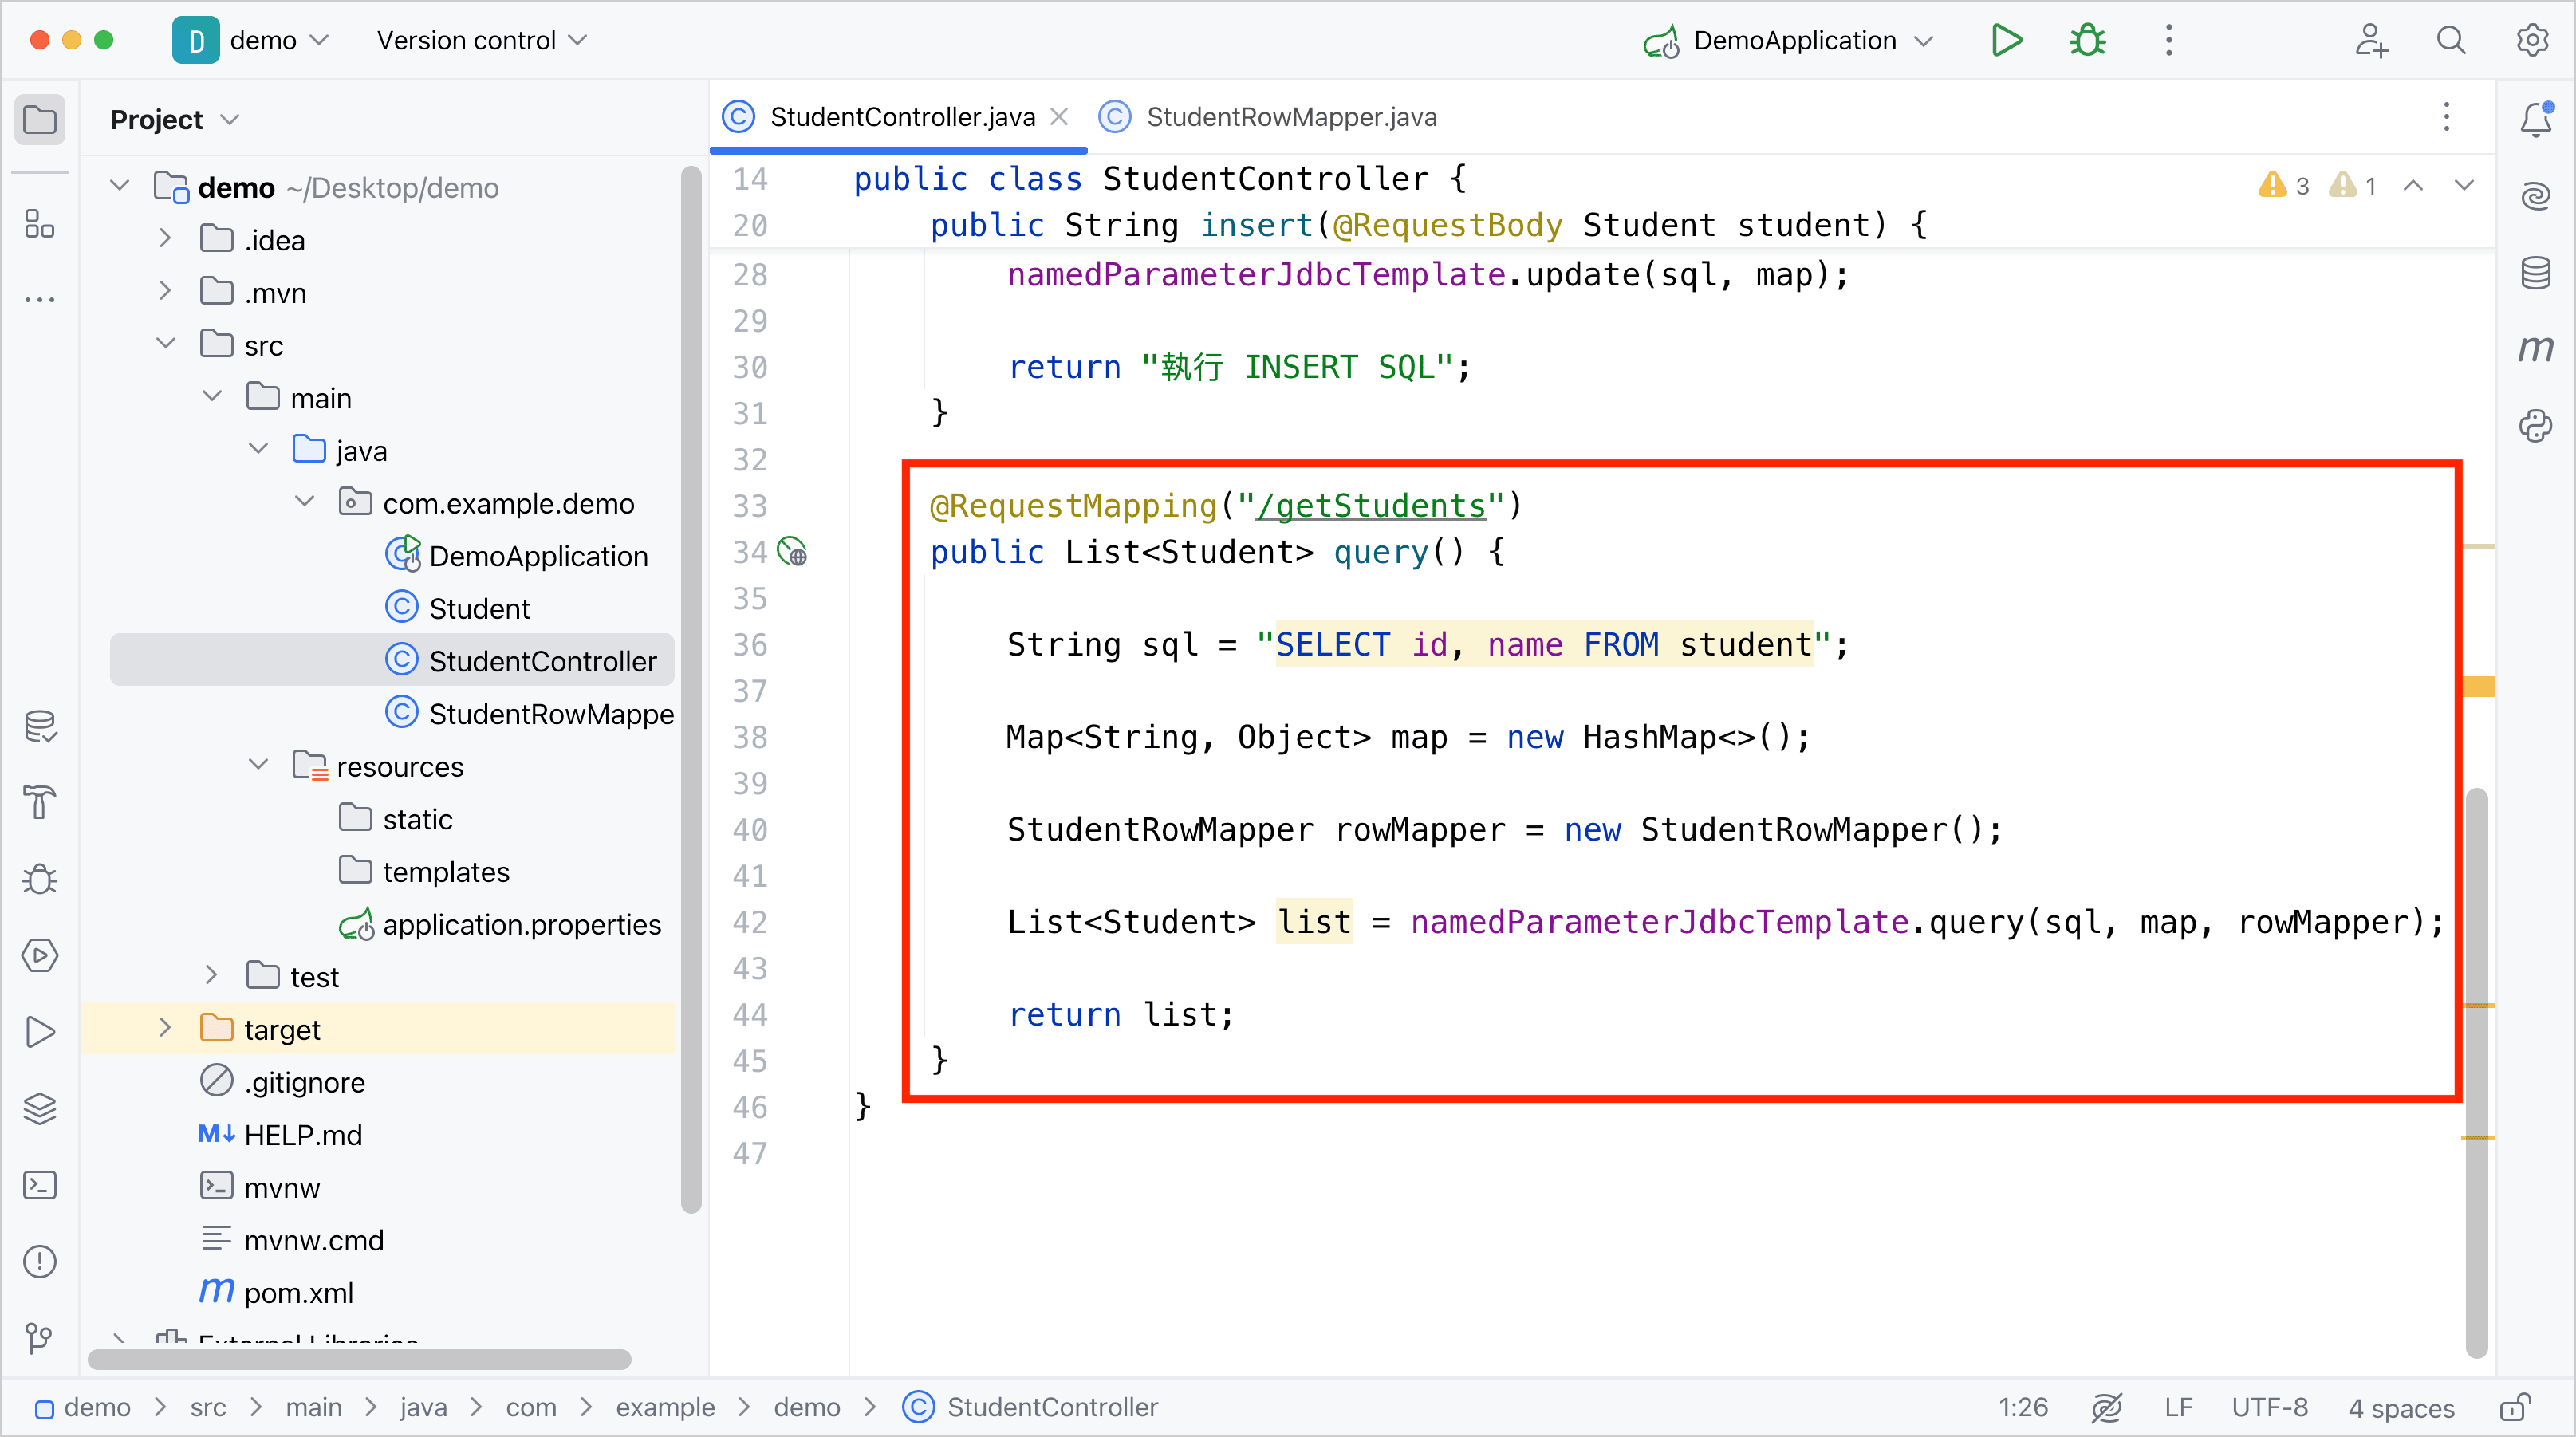 D demo Version control DemoApplication
Project
StudentController.java StudentRowMapper.java
demo ~/Desktop/demo
.idea
.mvn
src
main
java
com.example.demo
DemoApplication
Student
StudentController
StudentRowMappe
resources
static
templates
application.properties
test
target
.gitignore
M↓ HELP.md
mvnw
mvnw.cmd
m pom.xml
External Libraries
3 1
14 public class StudentController {
20 public String insert(@RequestBody Student student) {
28 namedParameterJdbcTemplate.update(sql, map);
29
30 return "執行 INSERT SQL";
31 }
32
33 @RequestMapping("/getStudents")
34 public List<Student> query() {
35
36 String sql = "SELECT id, name FROM student";
37
38 Map<String, Object> map = new HashMap<>();
39
40 StudentRowMapper rowMapper = new StudentRowMapper();
41
42 List<Student> list = namedParameterJdbcTemplate.query(sql, map, rowMapper);
43
44 return list;
45 }
46 }
47
m
demo src main java com example demo StudentController 1:26 LF UTF-8 4 spaces